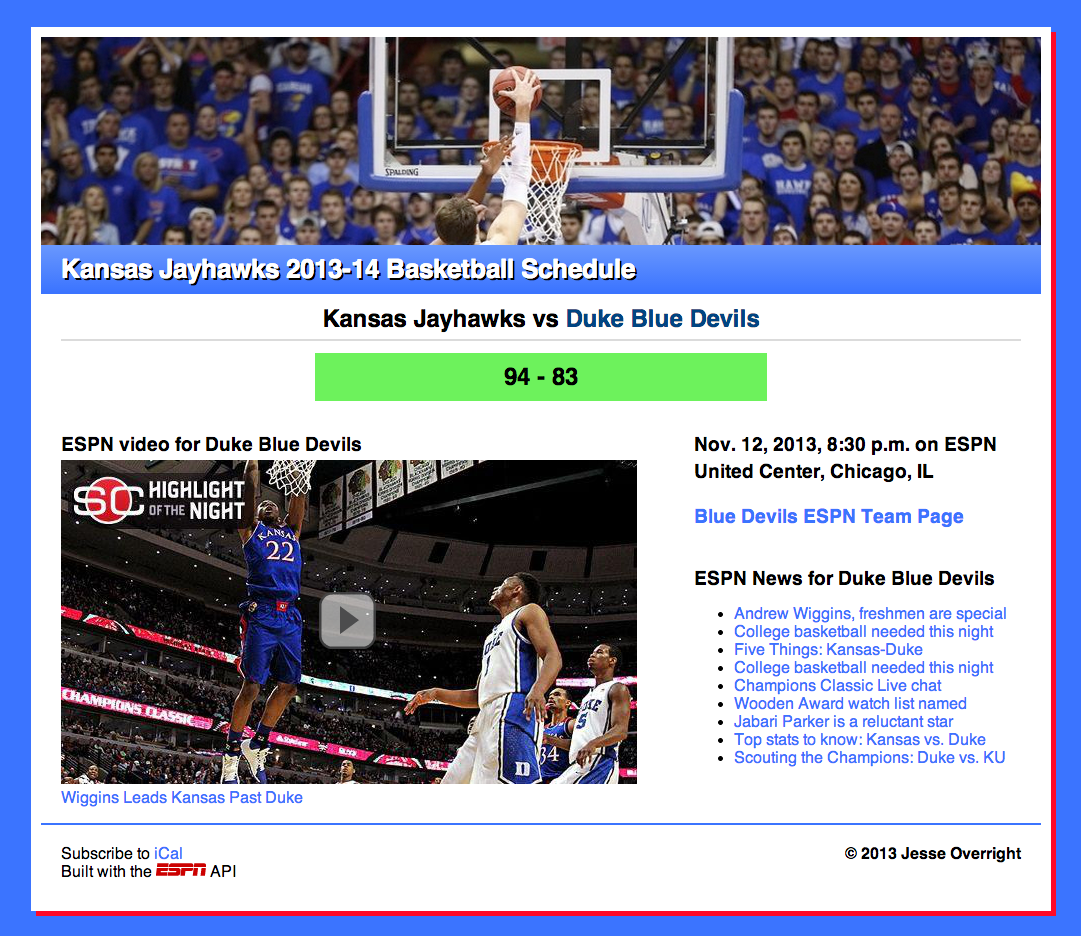 SPALDING
Kansas Jayhawks 2013-14 Basketball Schedule
Kansas Jayhawks vs Duke Blue Devils
94 - 83
ESPN video for Duke Blue Devils
SC HIGHLIGHT
OF THE NIGHT
KANSAS
22
DUKE
1
5
34
D
CHAMPIONS CLASSIC
Wiggins Leads Kansas Past Duke
Nov. 12, 2013, 8:30 p.m. on ESPN
United Center, Chicago, IL
Blue Devils ESPN Team Page
ESPN News for Duke Blue Devils
• Andrew Wiggins, freshmen are special
• College basketball needed this night
• Five Things: Kansas-Duke
• College basketball needed this night
• Champions Classic Live chat
• Wooden Award watch list named
• Jabari Parker is a reluctant star
• Top stats to know: Kansas vs. Duke
• Scouting the Champions: Duke vs. KU
Subscribe to iCal
Built with the ESPN API
© 2013 Jesse Overright